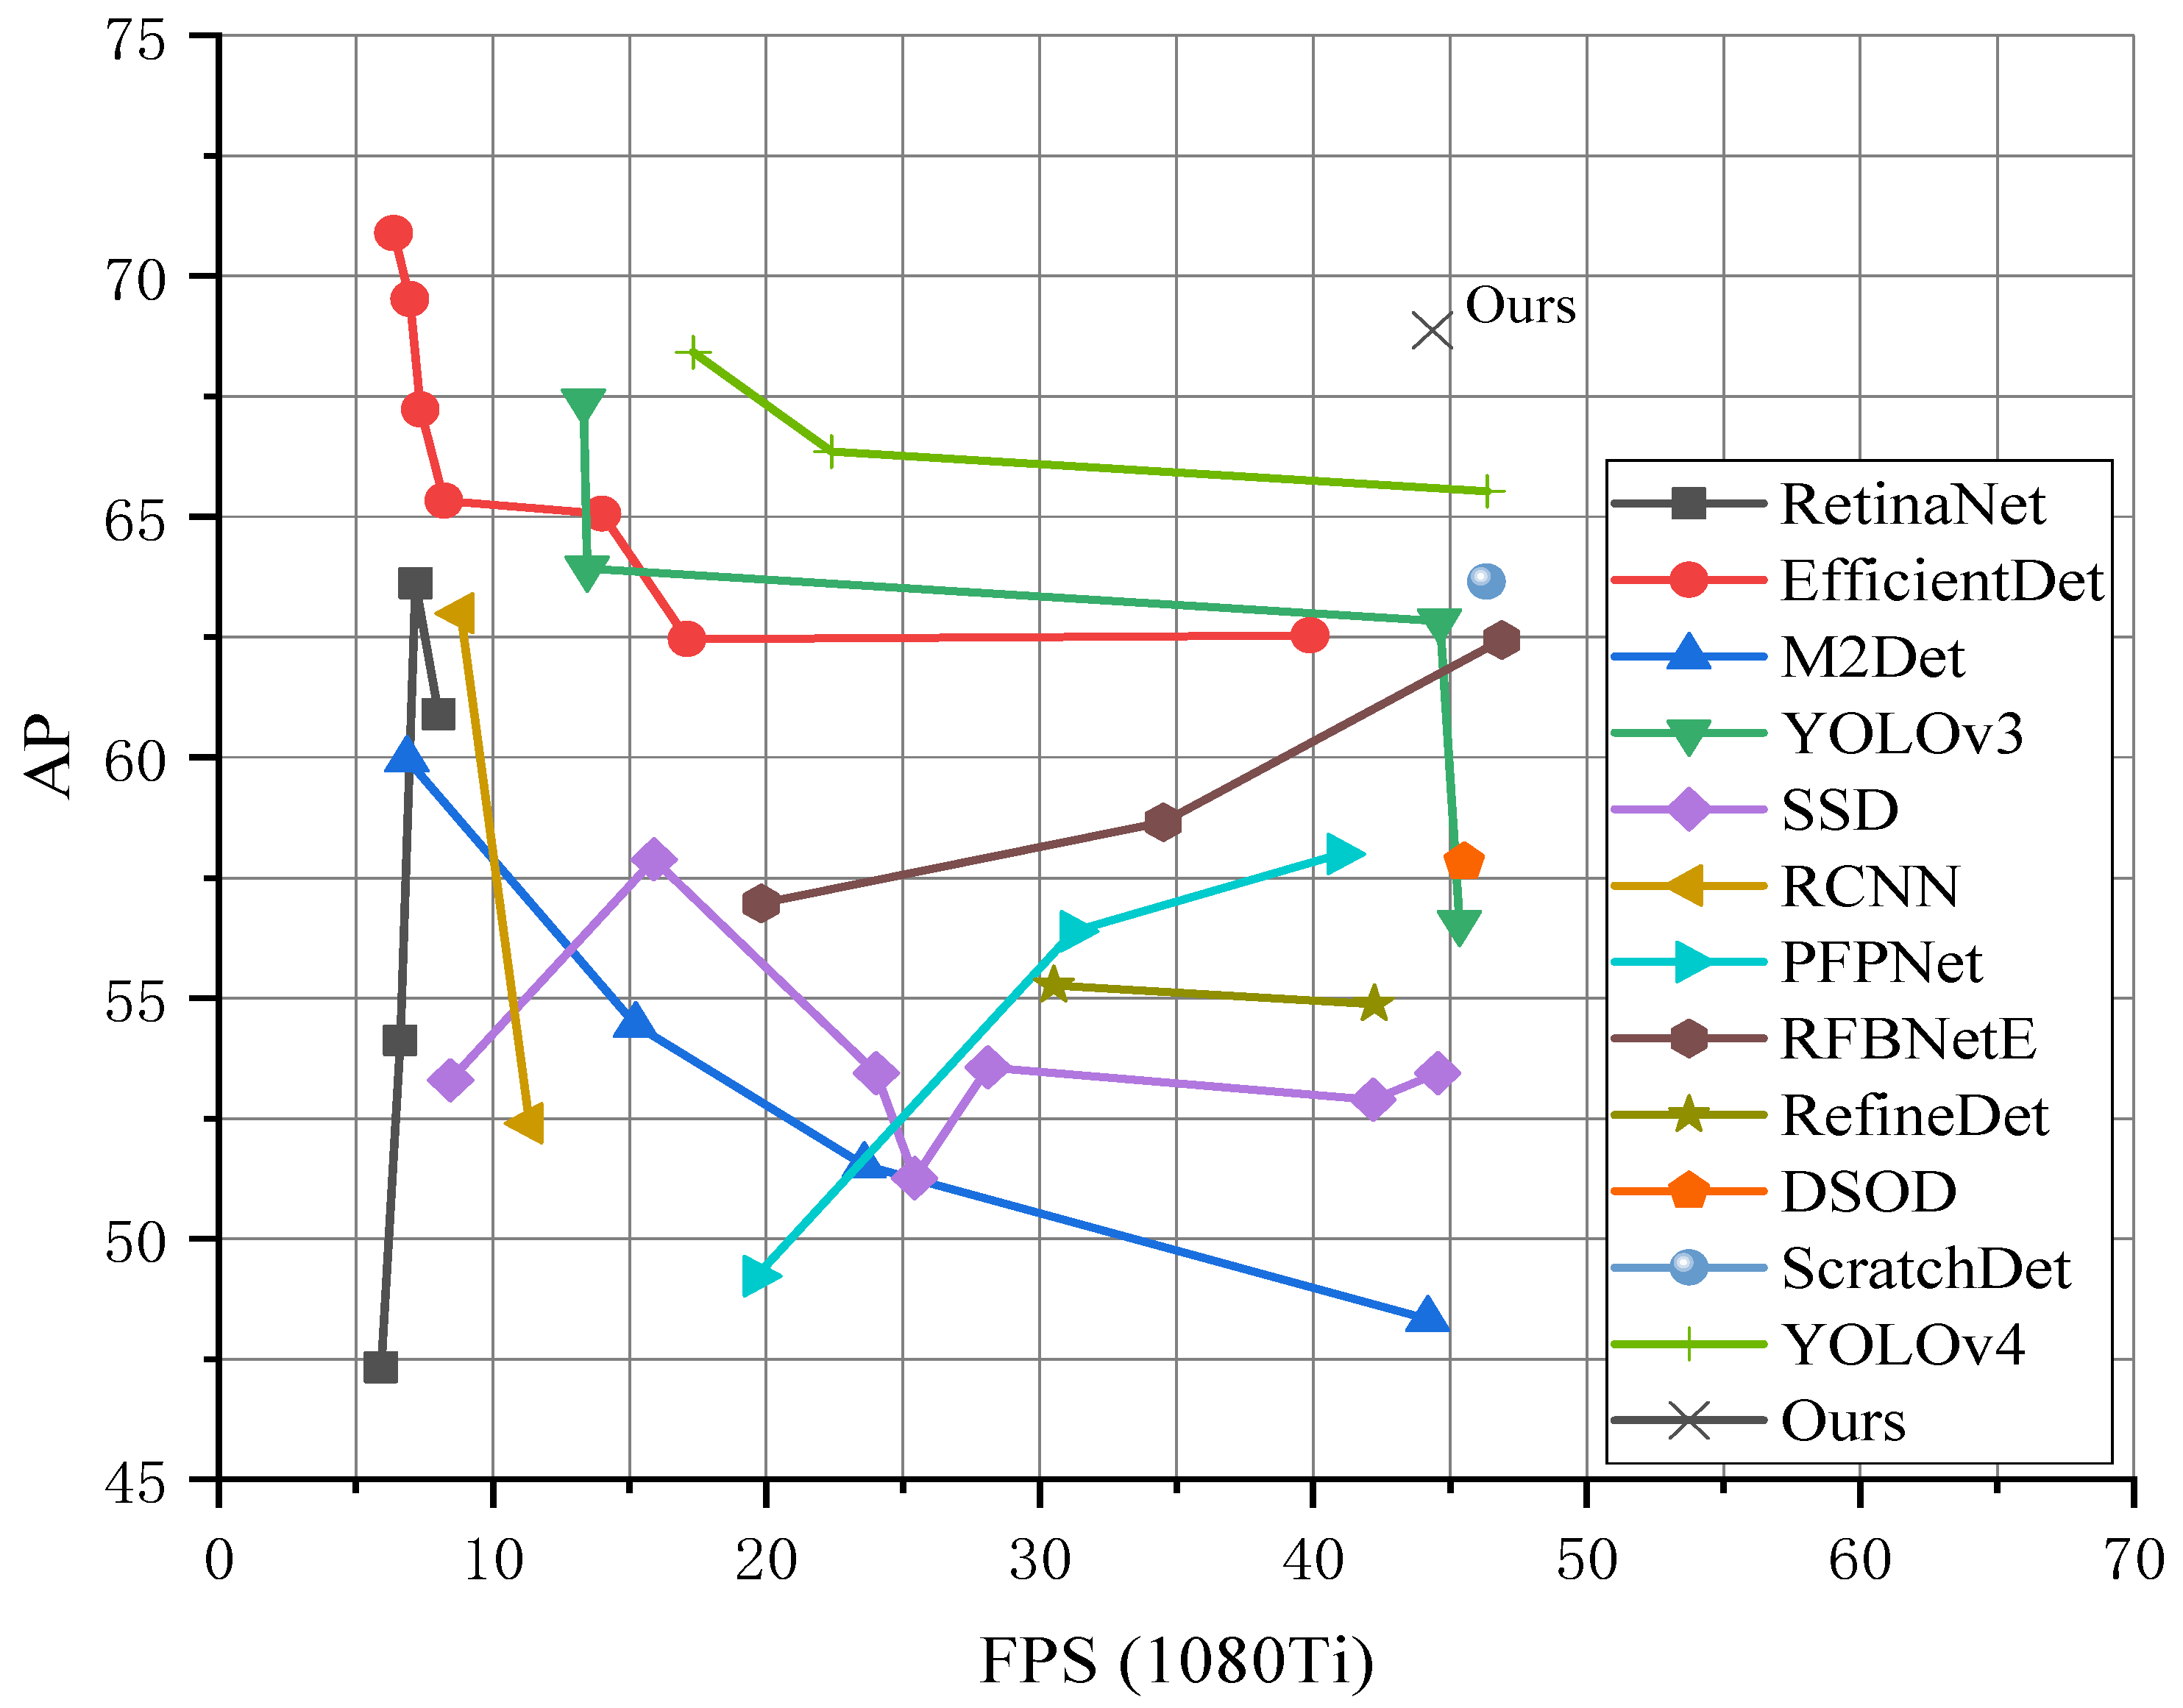 75
70
65
60
55
50
45
AP
Ours
RetinaNet
EfficientDet
M2Det
YOLOv3
SSD
RCNN
PFPNet
RFBNetE
RefineDet
DSOD
ScratchDet
YOLOv4
Ours
0 10 20 30 40 50 60 70
FPS (1080Ti)